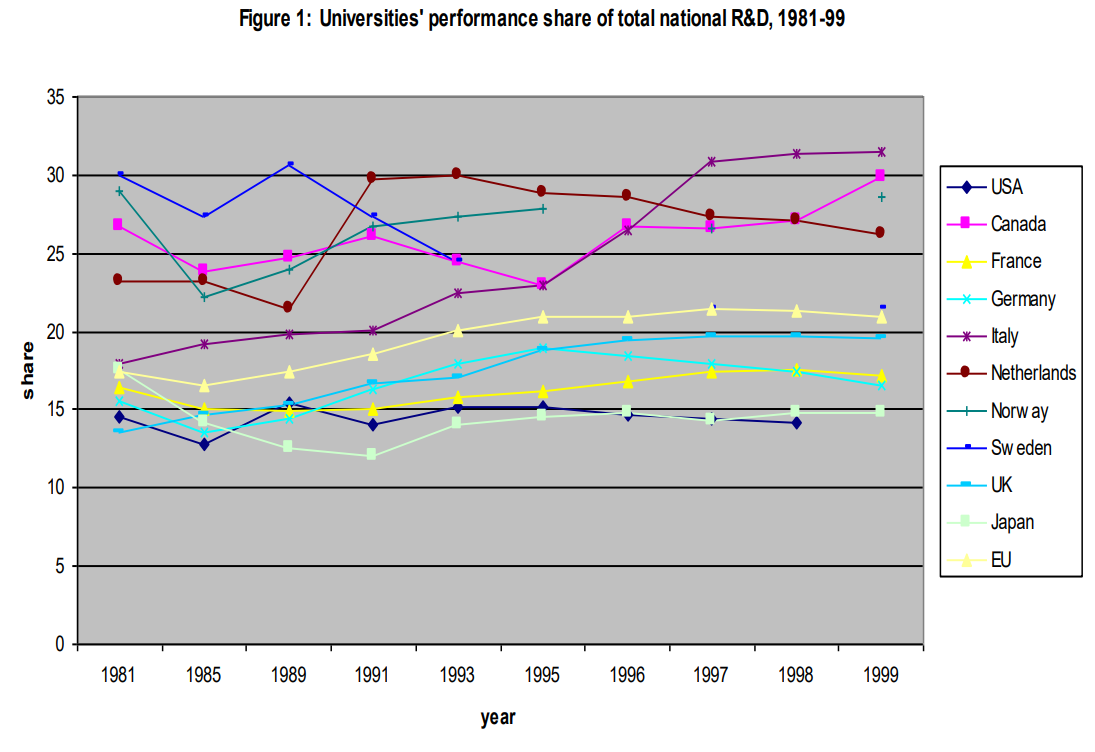 Figure 1: Universities' performance share of total national R&D, 1981-99
35
30
25
20
15
10
5
0
share
1981 1985 1989 1991 1993 1995 1996 1997 1998 1999
year
USA
Canada
France
Germany
Italy
Netherlands
Norw ay
Sw eden
UK
Japan
EU